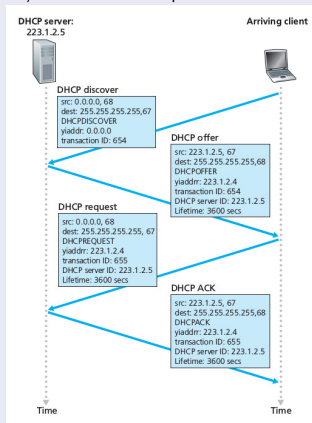 DHCP server:
223.1.2.5
Arriving client
DHCP discover
src: 0.0.0.0, 68
dest: 255.255.255.255,67
DHCPDISCOVER
yiaddr: 0.0.0.0
transaction ID: 654
DHCP offer
src: 223.1.2.5, 67
dest: 255.255.255.255,68
DHCPOFFER
yiaddrr: 223.1.2.4
transaction ID: 654
DHCP server ID: 223.1.2.5
Lifetime: 3600 secs
DHCP request
src: 0.0.0.0, 68
dest: 255.255.255.255, 67
DHCPREQUEST
yiaddrr: 223.1.2.4
transaction ID: 655
DHCP server ID: 223.1.2.5
Lifetime: 3600 secs
DHCP ACK
src: 223.1.2.5, 67
dest: 255.255.255.255,68
DHCPACK
yiaddrr: 223.1.2.4
transaction ID: 655
DHCP server ID: 223.1.2.5
Lifetime: 3600 secs
Time
Time